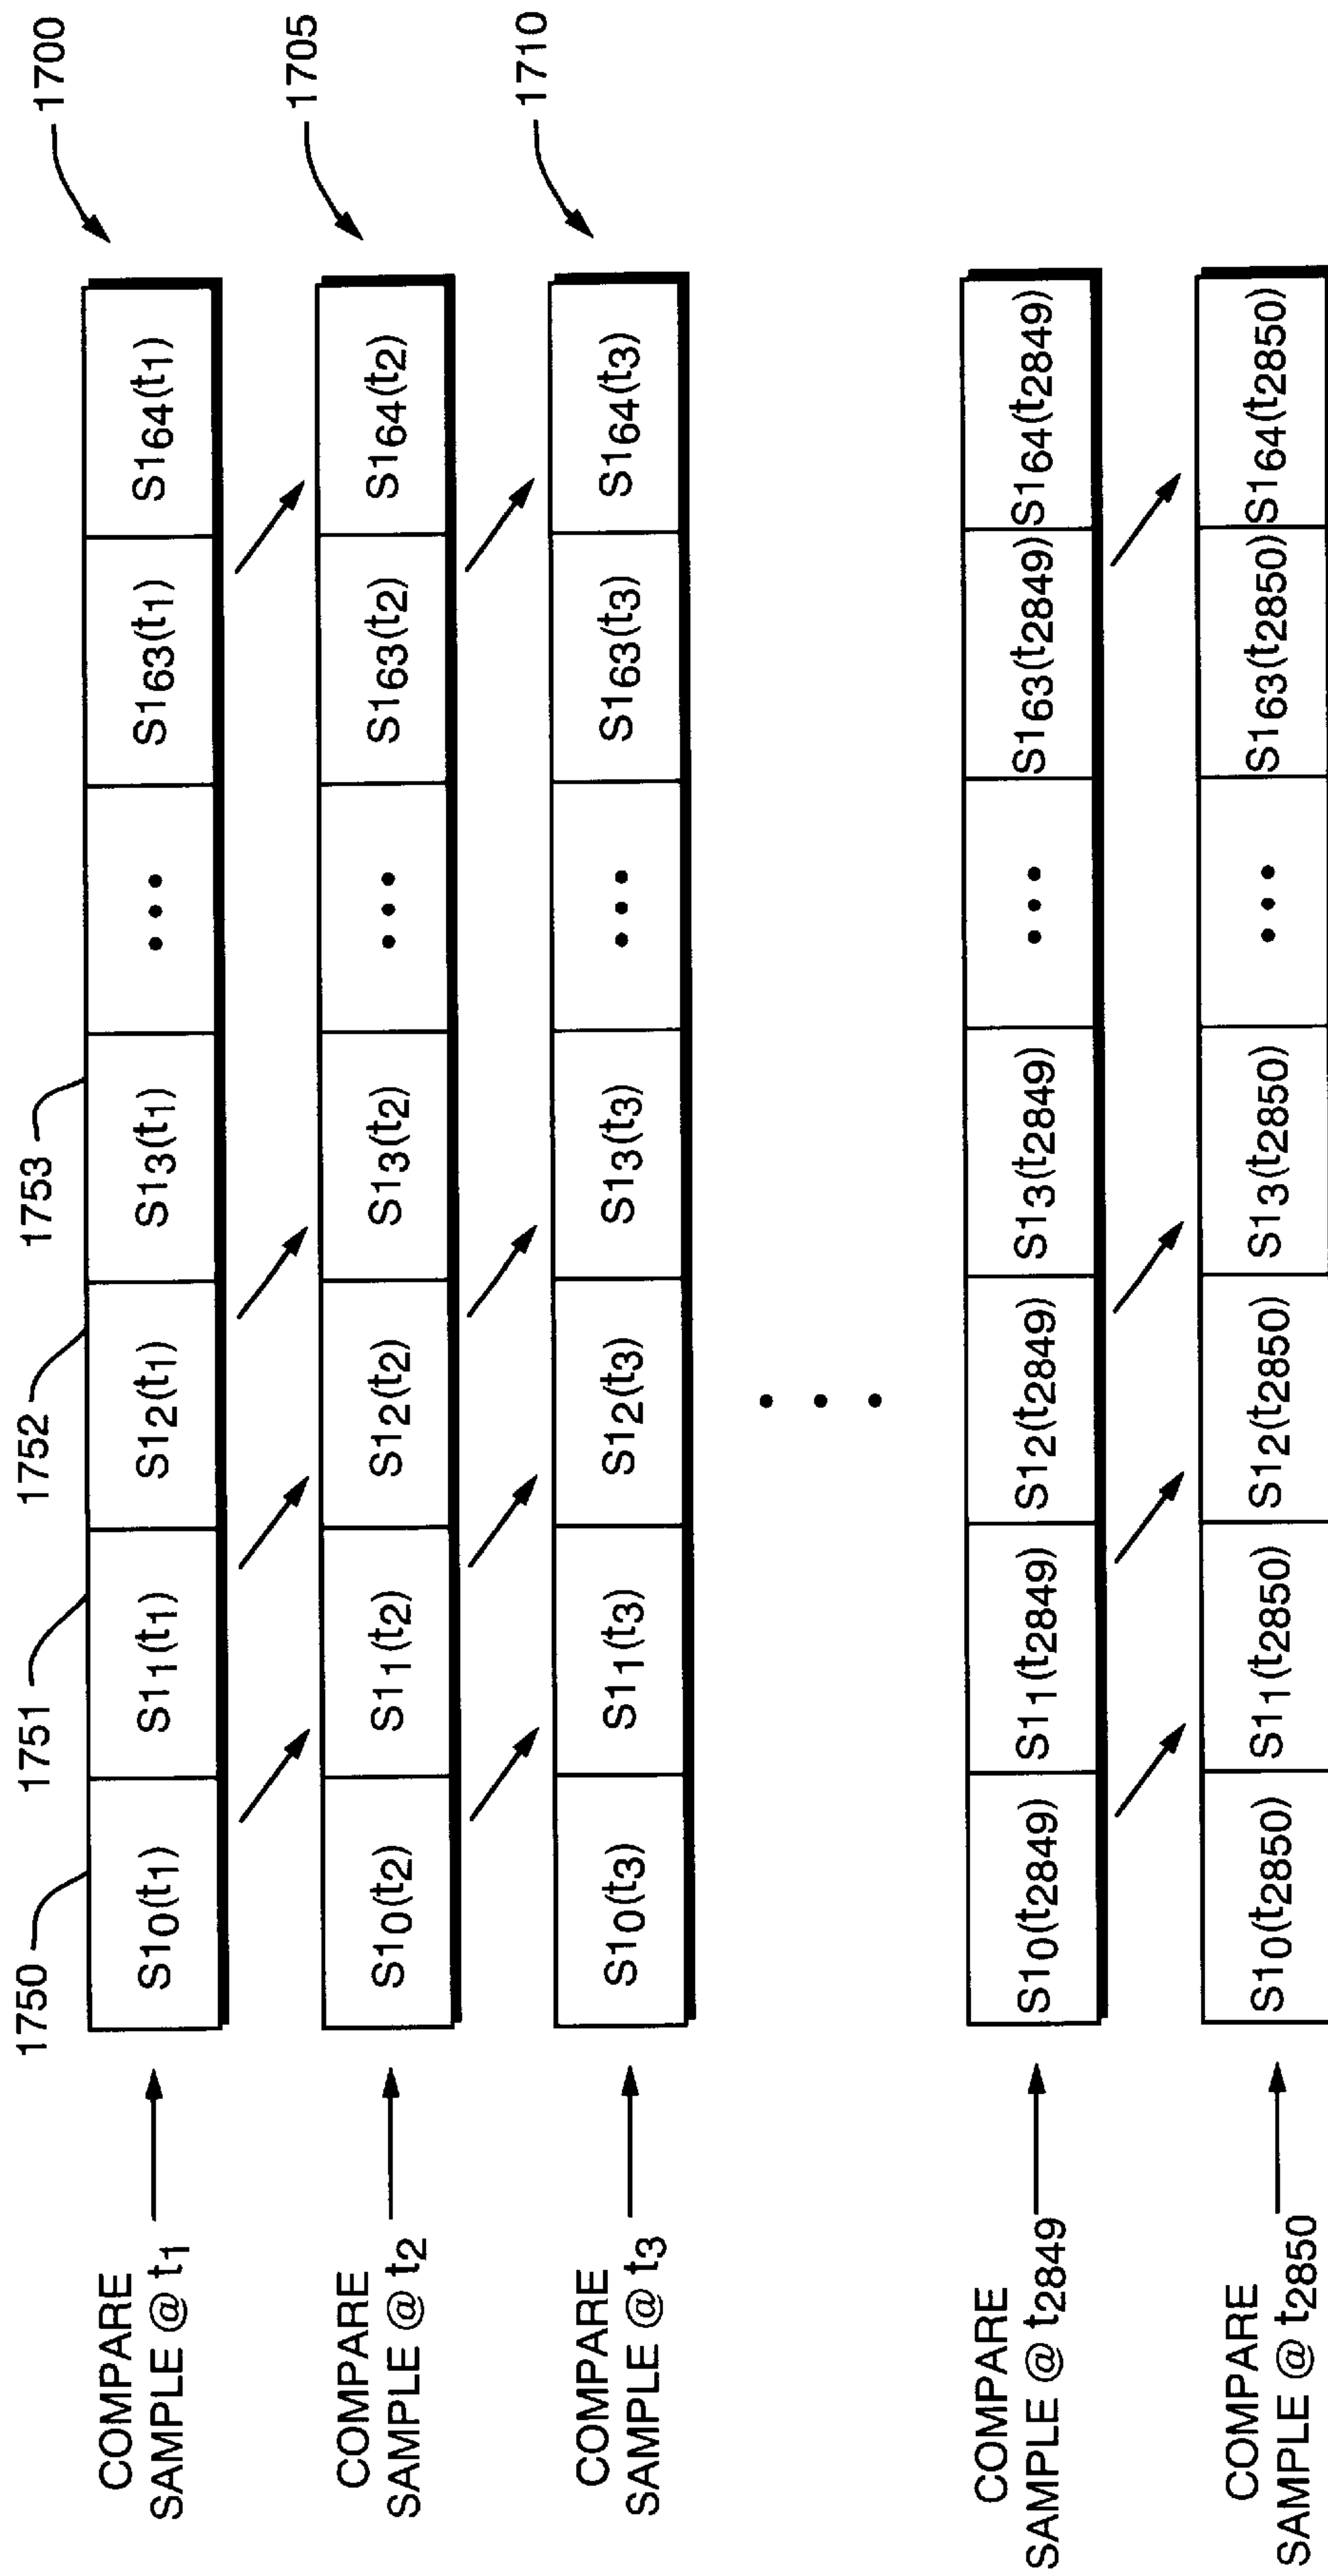 1750
1751
1752
1753
1700
COMPARE
SAMPLE @ t1
S10(t1)
S11(t1)
S12(t1)
S13(t1)
• • •
S163(t1)
S164(t1)
1705
COMPARE
SAMPLE @ t2
S10(t2)
S11(t2)
S12(t2)
S13(t2)
• • •
S163(t2)
S164(t2)
1710
COMPARE
SAMPLE @ t3
S10(t3)
S11(t3)
S12(t3)
S13(t3)
• • •
S163(t3)
S164(t3)
• • •
COMPARE
SAMPLE @ t2849
S10(t2849)
S11(t2849)
S12(t2849)
S13(t2849)
• • •
S163(t2849)
S164(t2849)
COMPARE
SAMPLE @ t2850
S10(t2850)
S11(t2850)
S12(t2850)
S13(t2850)
• • •
S163(t2850)
S164(t2850)